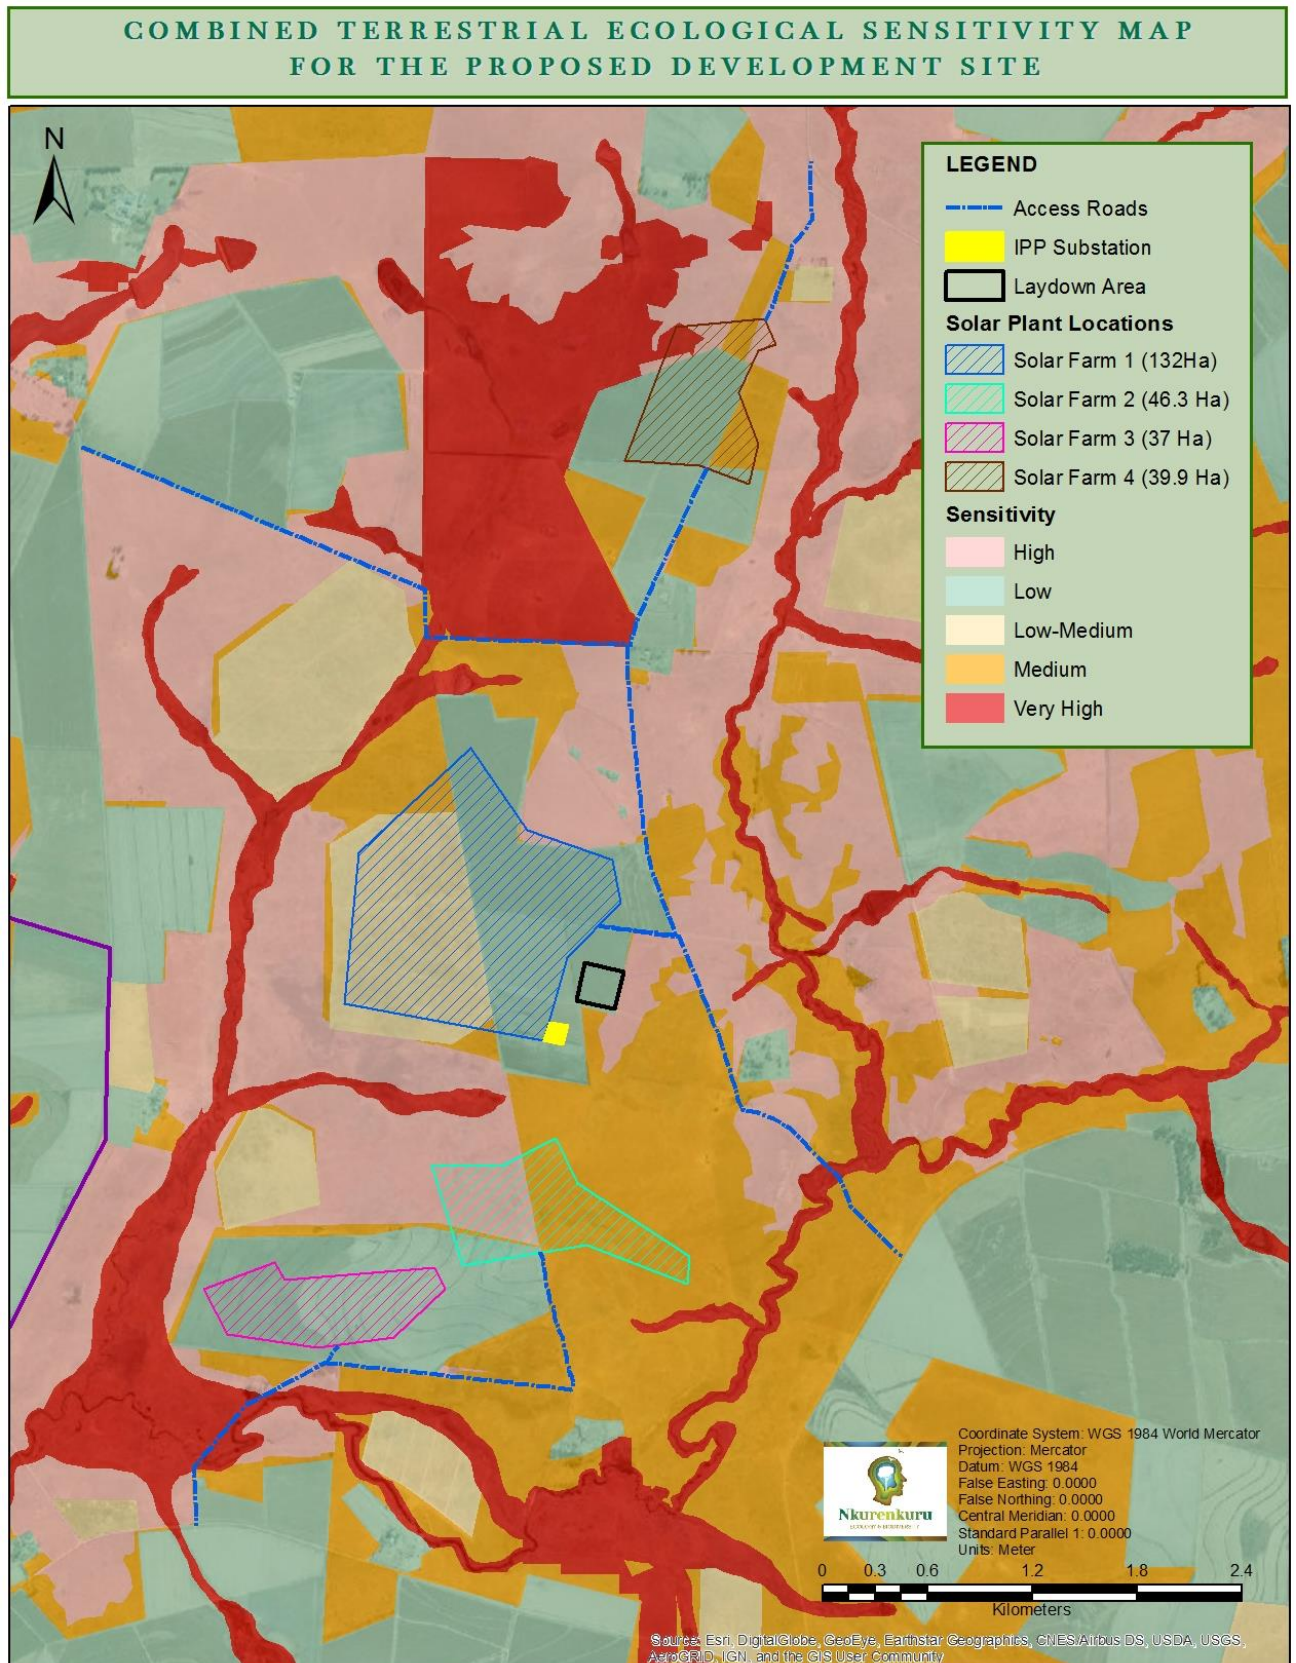 COMBINED TERRESTRIAL ECOLOGICAL SENSITIVITY MAP
FOR THE PROPOSED DEVELOPMENT SITE
N
LEGEND
Access Roads
IPP Substation
Laydown Area
Solar Plant Locations
Solar Farm 1 (132Ha)
Solar Farm 2 (46.3 Ha)
Solar Farm 3 (37 Ha)
Solar Farm 4 (39.9 Ha)
Sensitivity
High
Low
Low-Medium
Medium
Very High
Nkurenkuru
Coordinate System: WGS 1984 World Mercator
Projection: Mercator
Datum: WGS 1984
False Easting: 0.0000
False Northing: 0.0000
Central Meridian: 0.0000
Standard Parallel 1: 0.0000
Units: Meter
0 0.3 0.6 1.2 1.8 2.4
Kilometers
Source: Esri, DigitalGlobe, GeoEye, Earthstar Geographics, CNES/Airbus DS, USDA, USGS,
AeroGRID, IGN, and the GIS User Community